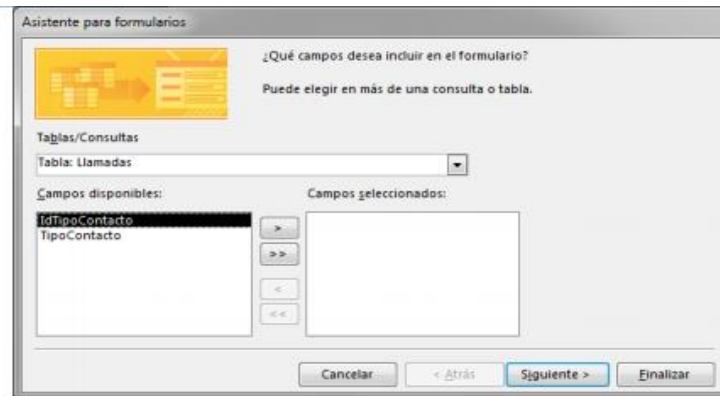 Asistente para formularios
¿Qué campos desea incluir en el formulario?
Puede elegir en más de una consulta o tabla.
Tablas/Consultas
Tabla: Llamadas
Campos disponibles:
Campos seleccionados:
IdTipoContacto
TipoContacto
>
>>
<
<<
Cancelar
< Atrás
Siguiente >
Finalizar